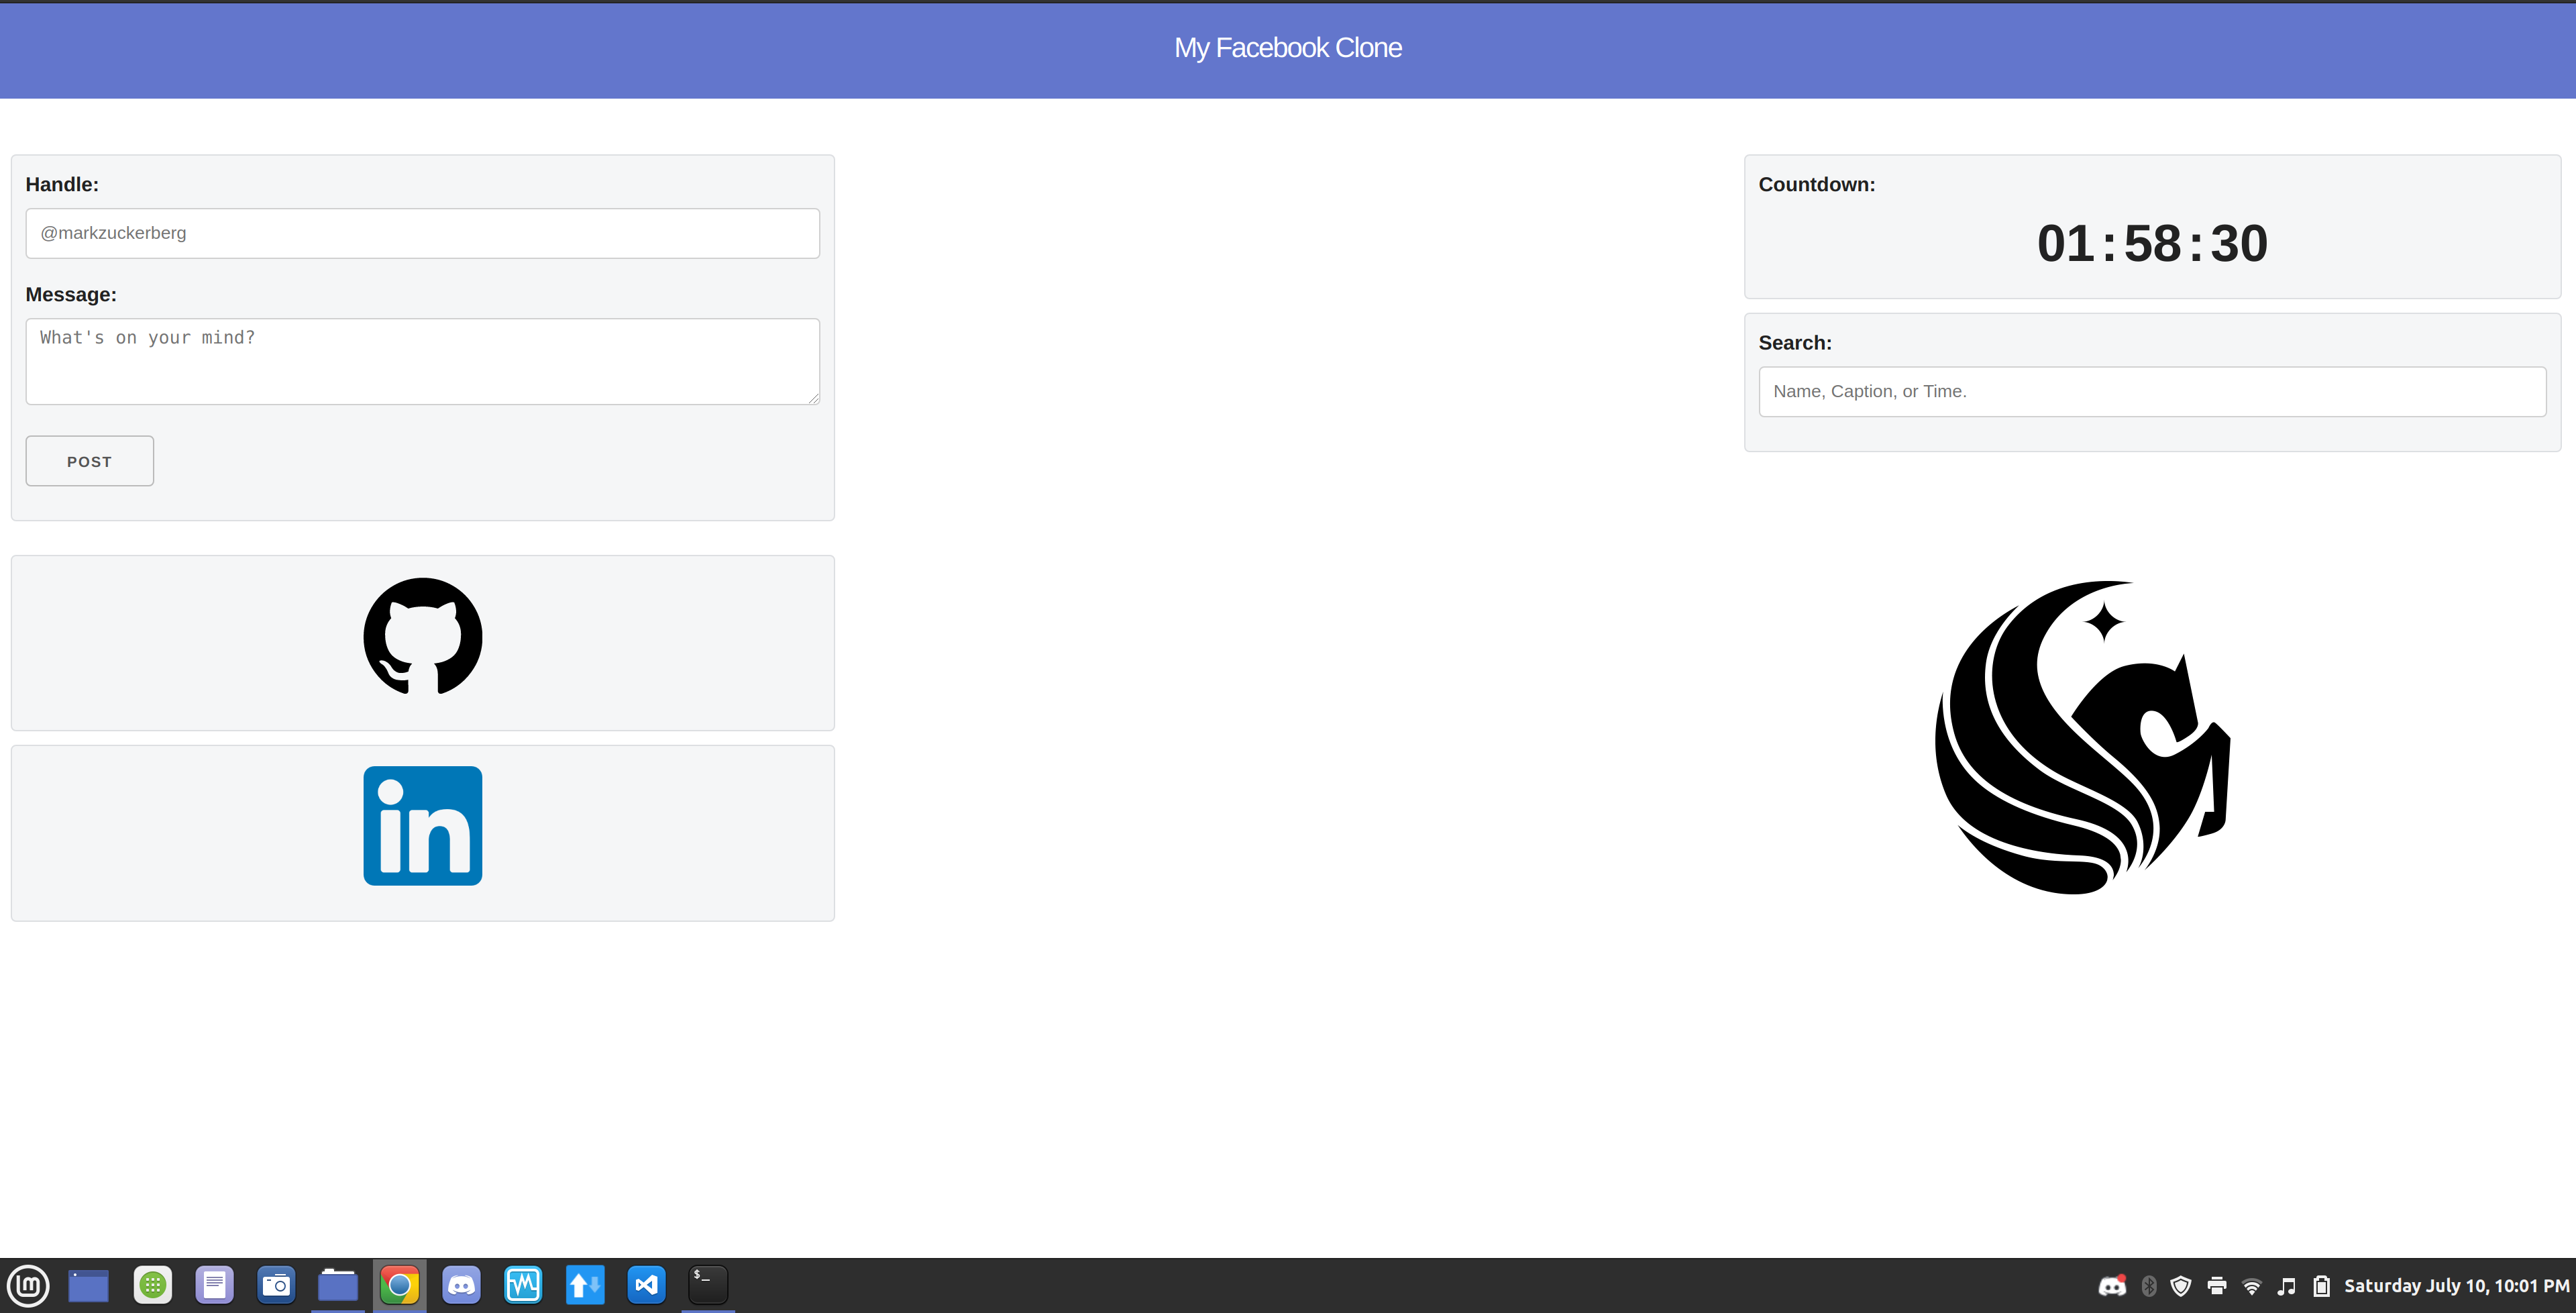 My Facebook Clone
Handle:
@markzuckerberg
Message:
What's on your mind?
POST
in
Countdown:
01:58:30
Search:
Name, Caption, or Time.
$_
Saturday July 10, 10:01 PM